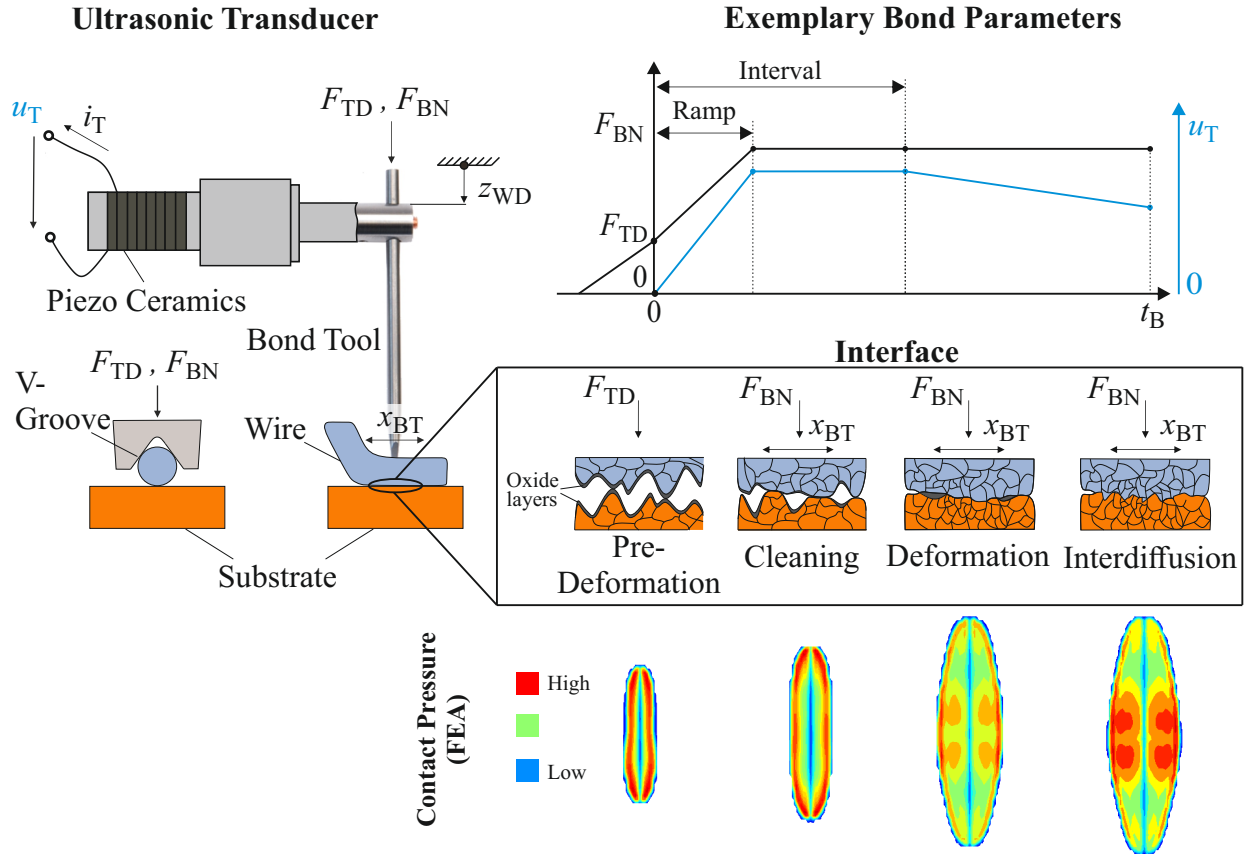 Ultrasonic Transducer
u_T
i_T
F_TD , F_BN
z_WD
Piezo Ceramics
Bond Tool
F_TD , F_BN
V-
Groove
Wire
x_BT
Substrate
Exemplary Bond Parameters
Interval
Ramp
F_BN
u_T
F_TD
0
0
0
t_B
Interface
F_TD
F_BN
F_BN
F_BN
x_BT
x_BT
x_BT
Oxide
layers
Pre-
Deformation
Cleaning
Deformation
Interdiffusion
Contact Pressure
(FEA)
High
Low